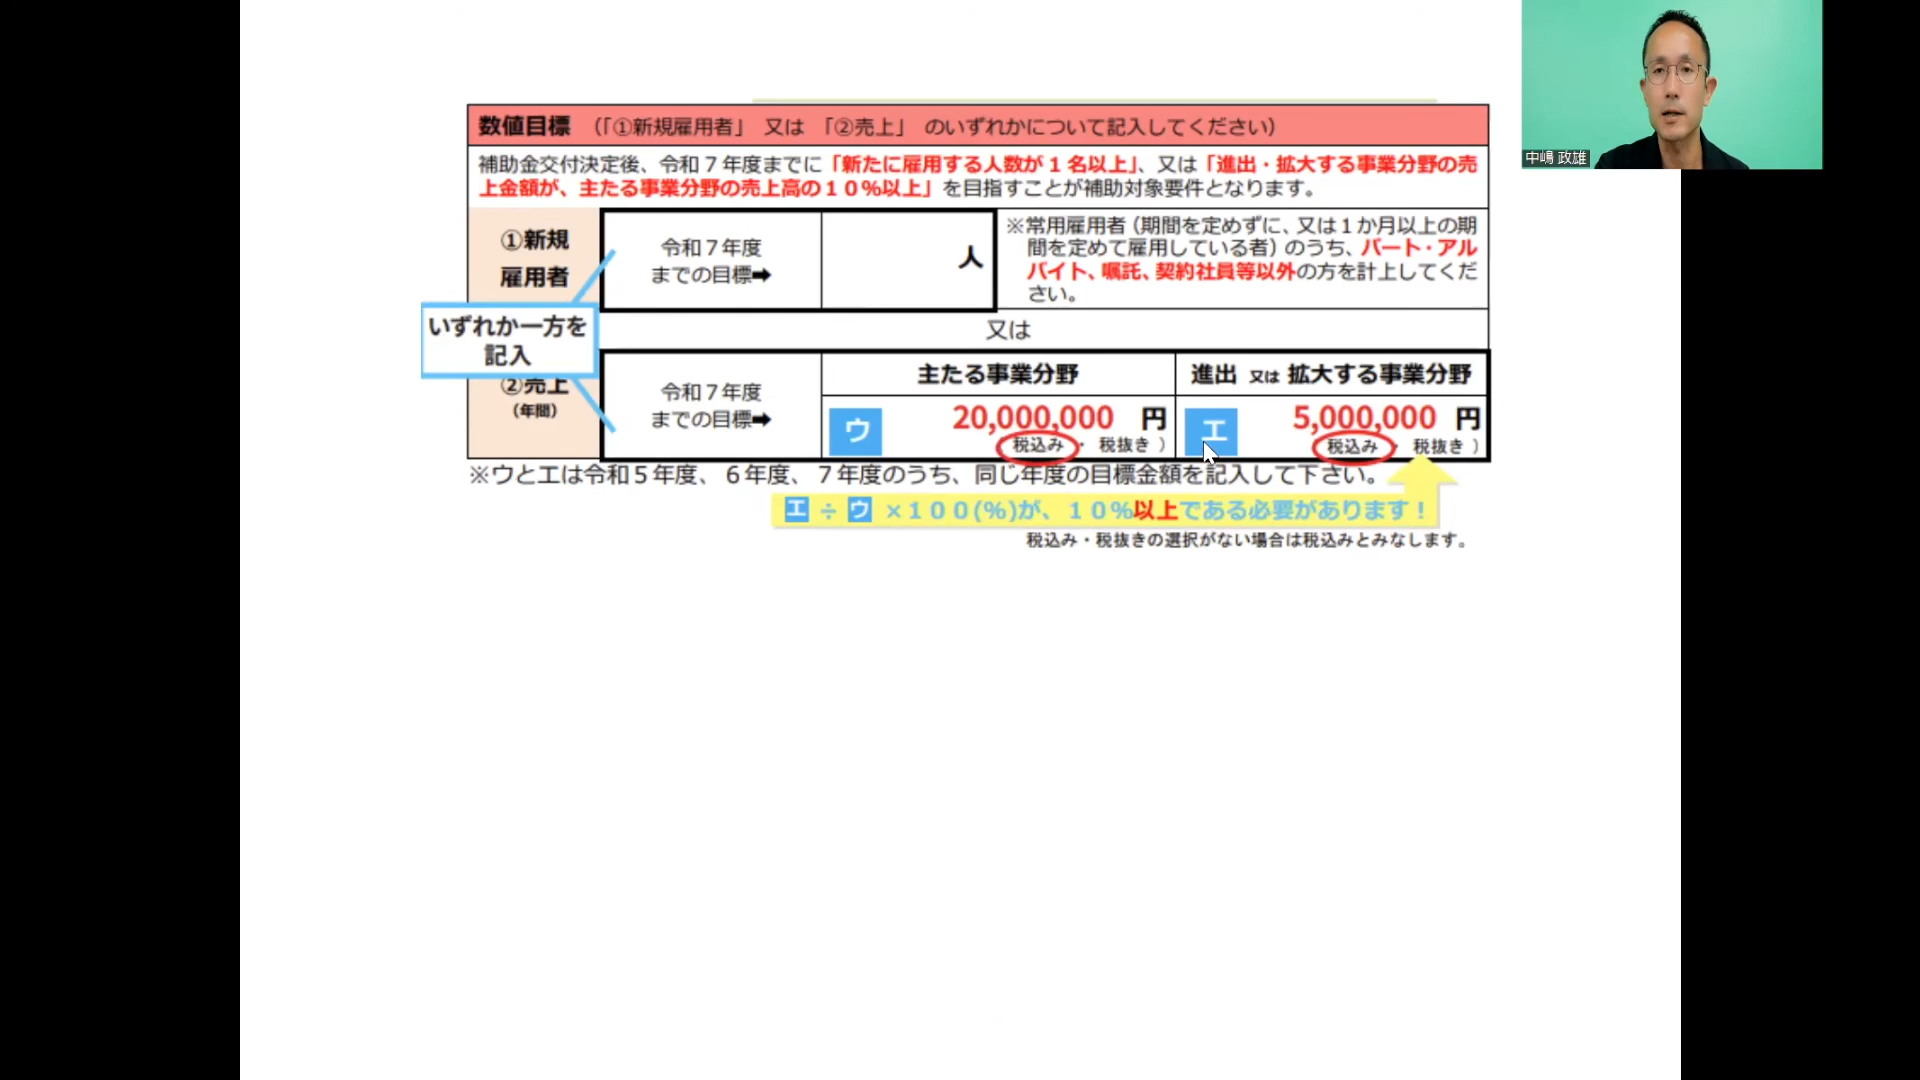 数値目標 （「①新規雇用者」 又は 「②売上」 のいずれかについて記入してください）
補助金交付決定後、令和７年度までに「新たに雇用する人数が１名以上」、又は「進出・拡大する事業分野の売
上金額が、主たる事業分野の売上高の１０％以上」を目指すことが補助対象要件となります。
①新規
雇用者
令和７年度
までの目標➡
人
※常用雇用者（期間を定めずに、又は１か月以上の期
間を定めて雇用している者）のうち、パート・アル
バイト、嘱託、契約社員等以外の方を計上してくだ
さい。
いずれか一方を
記入
又は
②売上
（年間）
令和７年度
までの目標➡
主たる事業分野
進出 又は 拡大する事業分野
ウ
20,000,000 円
（ 税込み ・ 税抜き ）
エ
5,000,000 円
税込み ・ 税抜き ）
※ウとエは令和５年度、６年度、７年度のうち、同じ年度の目標金額を記入して下さい。
エ ÷ ウ ×１００(%)が、１０％以上である必要があります！
税込み・税抜きの選択がない場合は税込みとみなします。
中嶋 政雄